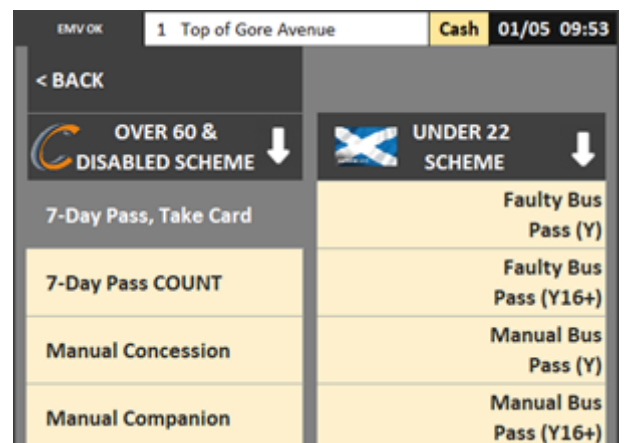 EMV OK
1 Top of Gore Avenue
Cash
01/05 09:53
< BACK
OVER 60 &
DISABLED SCHEME
UNDER 22
SCHEME
7-Day Pass, Take Card
7-Day Pass COUNT
Manual Concession
Manual Companion
Faulty Bus
Pass (Y)
Faulty Bus
Pass (Y16+)
Manual Bus
Pass (Y)
Manual Bus
Pass (Y16+)